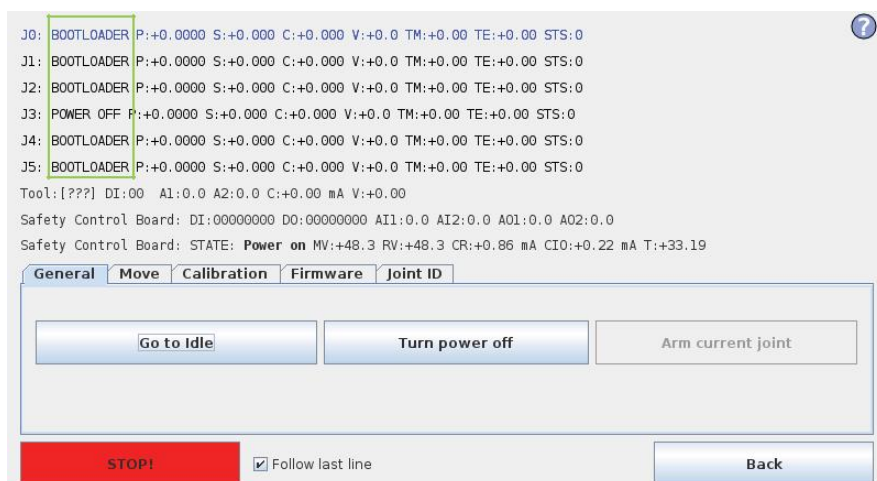 J0: BOOTLOADER P:+0.0000 S:+0.000 C:+0.000 V:+0.0 TM:+0.00 TE:+0.00 STS:0
?
J1: BOOTLOADER P:+0.0000 S:+0.000 C:+0.000 V:+0.0 TM:+0.00 TE:+0.00 STS:0
J2: BOOTLOADER P:+0.0000 S:+0.000 C:+0.000 V:+0.0 TM:+0.00 TE:+0.00 STS:0
J3: POWER OFF P:+0.0000 S:+0.000 C:+0.000 V:+0.0 TM:+0.00 TE:+0.00 STS:0
J4: BOOTLOADER P:+0.0000 S:+0.000 C:+0.000 V:+0.0 TM:+0.00 TE:+0.00 STS:0
J5: BOOTLOADER P:+0.0000 S:+0.000 C:+0.000 V:+0.0 TM:+0.00 TE:+0.00 STS:0
Tool:[???] DI:00 A1:0.0 A2:0.0 C:+0.00 mA V:+0.00
Safety Control Board: DI:00000000 DO:00000000 AI1:0.0 AI2:0.0 AO1:0.0 AO2:0.0
Safety Control Board: STATE: Power on MV:+48.3 RV:+48.3 CR:+0.86 mA CIO:+0.22 mA T:+33.19
General Move Calibration Firmware Joint ID
Go to Idle Turn power off Arm current joint
STOP! Follow last line Back